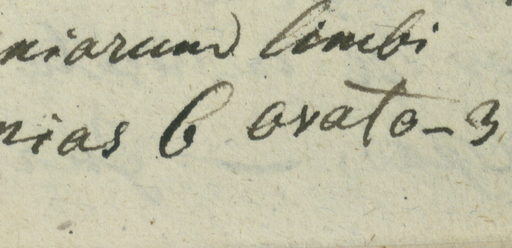 niarum limbi
nias 6 ovato-3